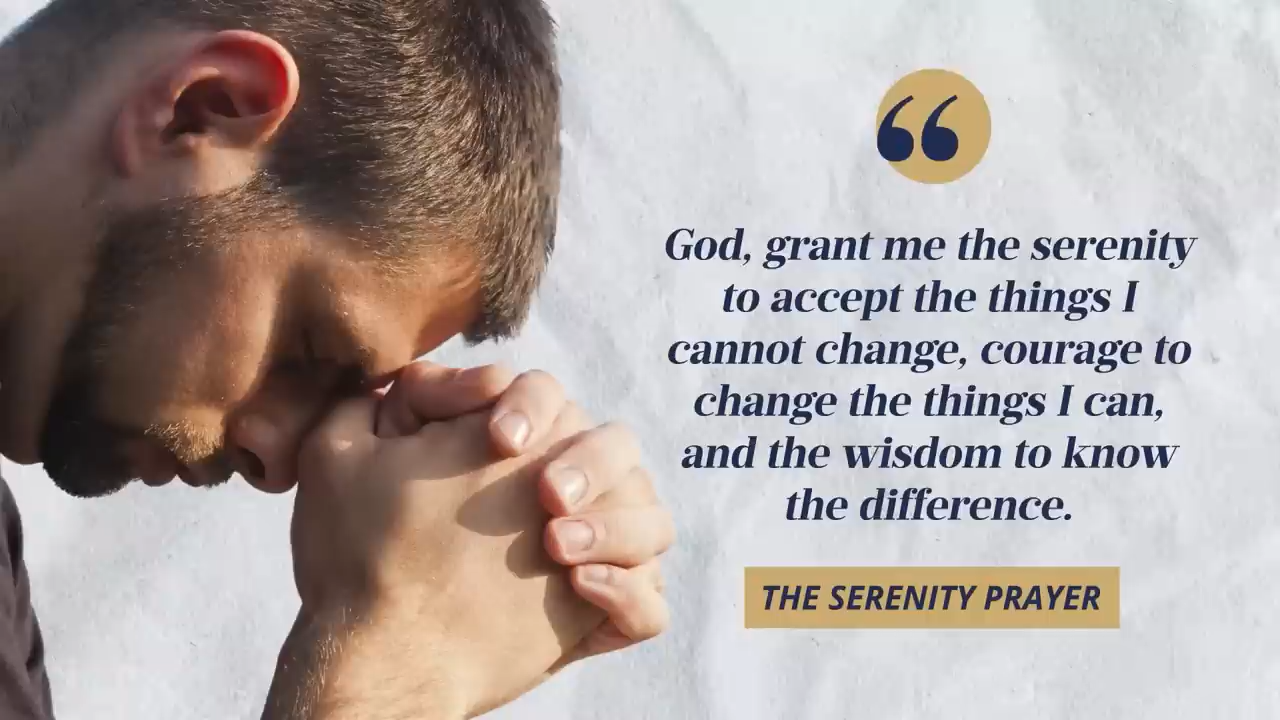 “
God, grant me the serenity
to accept the things I
cannot change, courage to
change the things I can,
and the wisdom to know
the difference.
THE SERENITY PRAYER